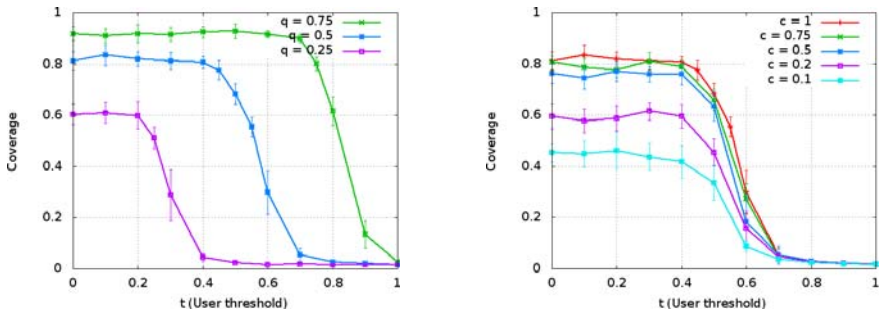 1
0.8
0.6
0.4
0.2
0
0 0.2 0.4 0.6 0.8 1
Coverage
t (User threshold)
q = 0.75
q = 0.5
q = 0.25
1
0.8
0.6
0.4
0.2
0
0 0.2 0.4 0.6 0.8 1
Coverage
t (User threshold)
c = 1
c = 0.75
c = 0.5
c = 0.2
c = 0.1